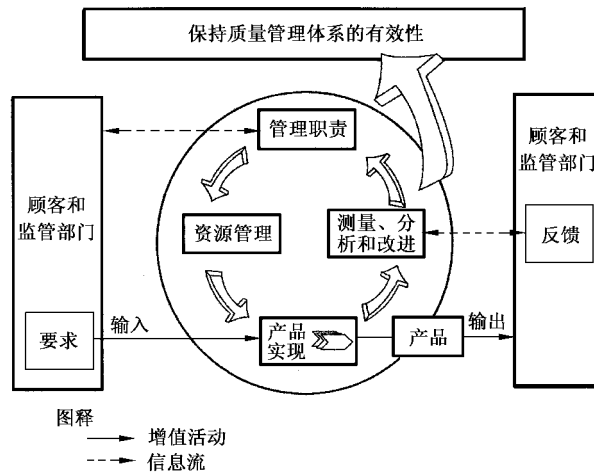 保持质量管理体系的有效性
管理职责
顾客和
监管部门
资源管理
测量、分
析和改进
顾客和
监管部门
反馈
要求
输入
产品
实现
产品
输出
图释
增值活动
信息流